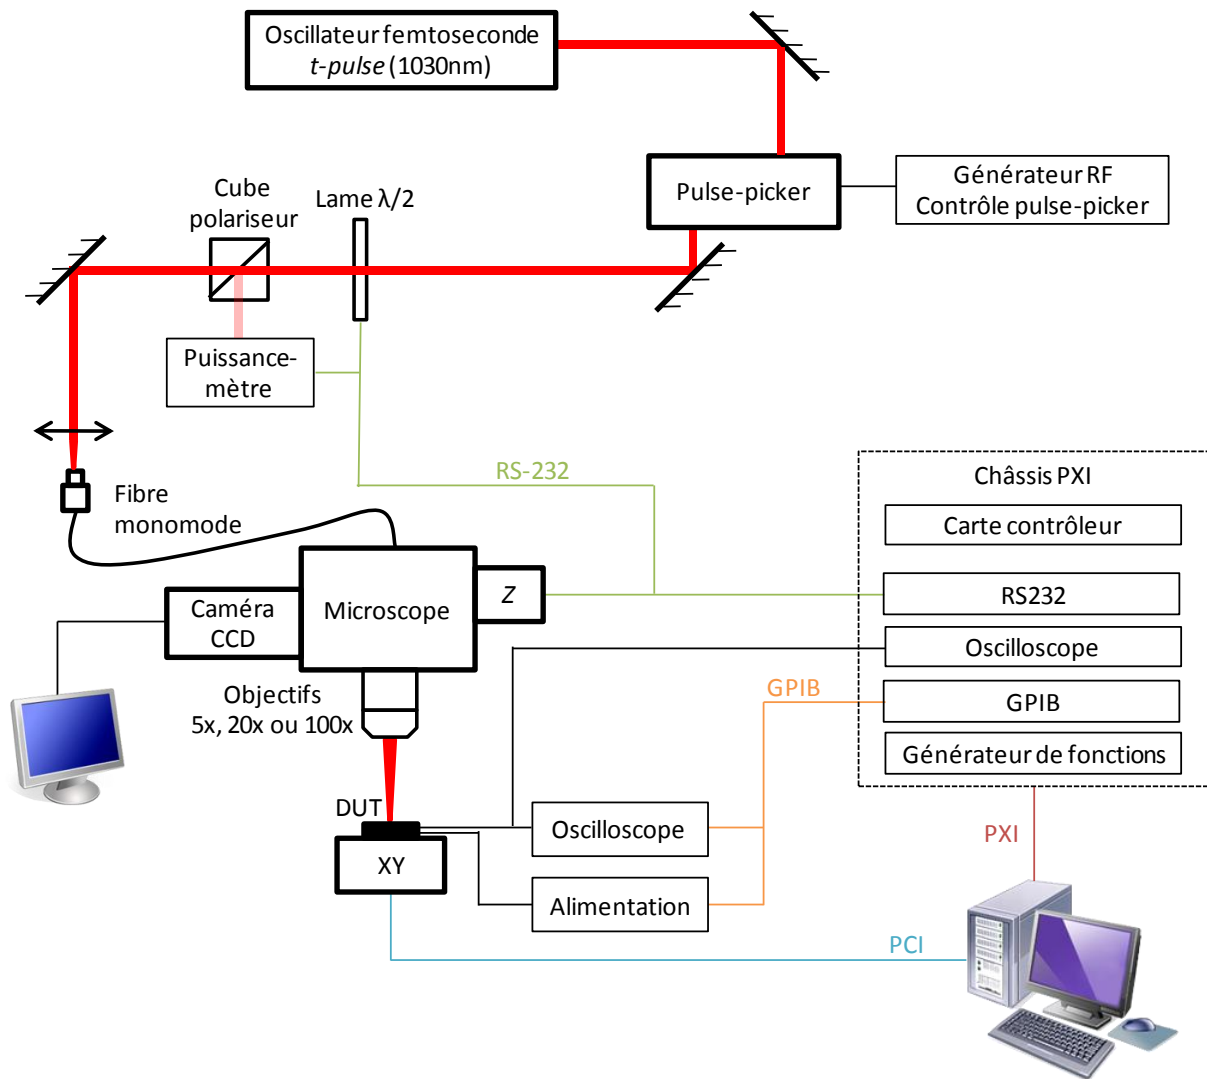 Oscillateur femtoseconde
t-pulse (1030nm)
Pulse-picker
Générateur RF
Contrôle pulse-picker
Cube
polariseur
Lame λ/2
Puissance-
mètre
RS-232
Fibre
monomode
Châssis PXI
Carte contrôleur
RS232
Oscilloscope
GPIB
Générateur de fonctions
Caméra
CCD
Microscope
Z
Objectifs
5x, 20x ou 100x
GPIB
DUT
XY
Oscilloscope
Alimentation
PXI
PCI